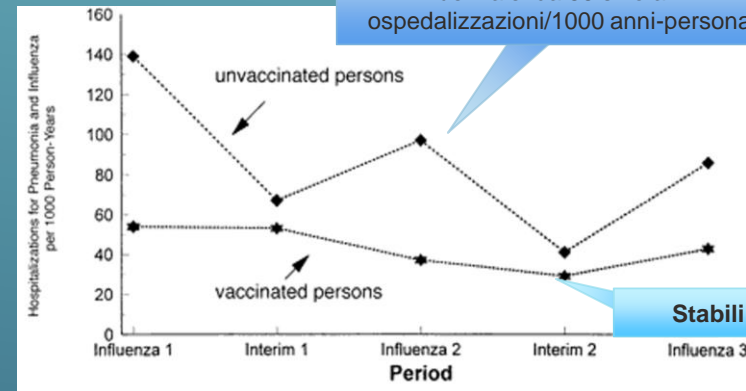 ospedalizzazioni/1000 anni-persona
Hospitalizations for Pneumonia and Influenza
per 1000 Person-Years
160
140
120
100
80
60
40
20
0
unvaccinated persons
vaccinated persons
Stabili
Influenza 1 Interim 1 Influenza 2 Interim 2 Influenza 3
Period